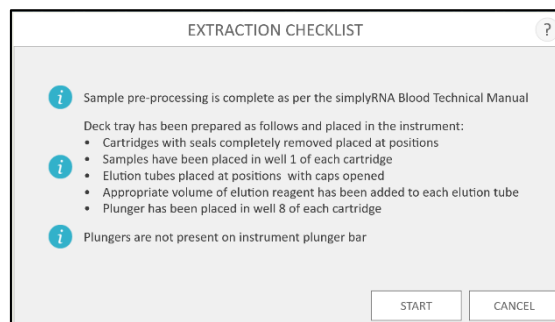 EXTRACTION CHECKLIST
?
i Sample pre-processing is complete as per the simplyRNA Blood Technical Manual
Deck tray has been prepared as follows and placed in the instrument:
• Cartridges with seals completely removed placed at positions
• Samples have been placed in well 1 of each cartridge
i
• Elution tubes placed at positions with caps opened
• Appropriate volume of elution reagent has been added to each elution tube
• Plunger has been placed in well 8 of each cartridge
i Plungers are not present on instrument plunger bar
START
CANCEL